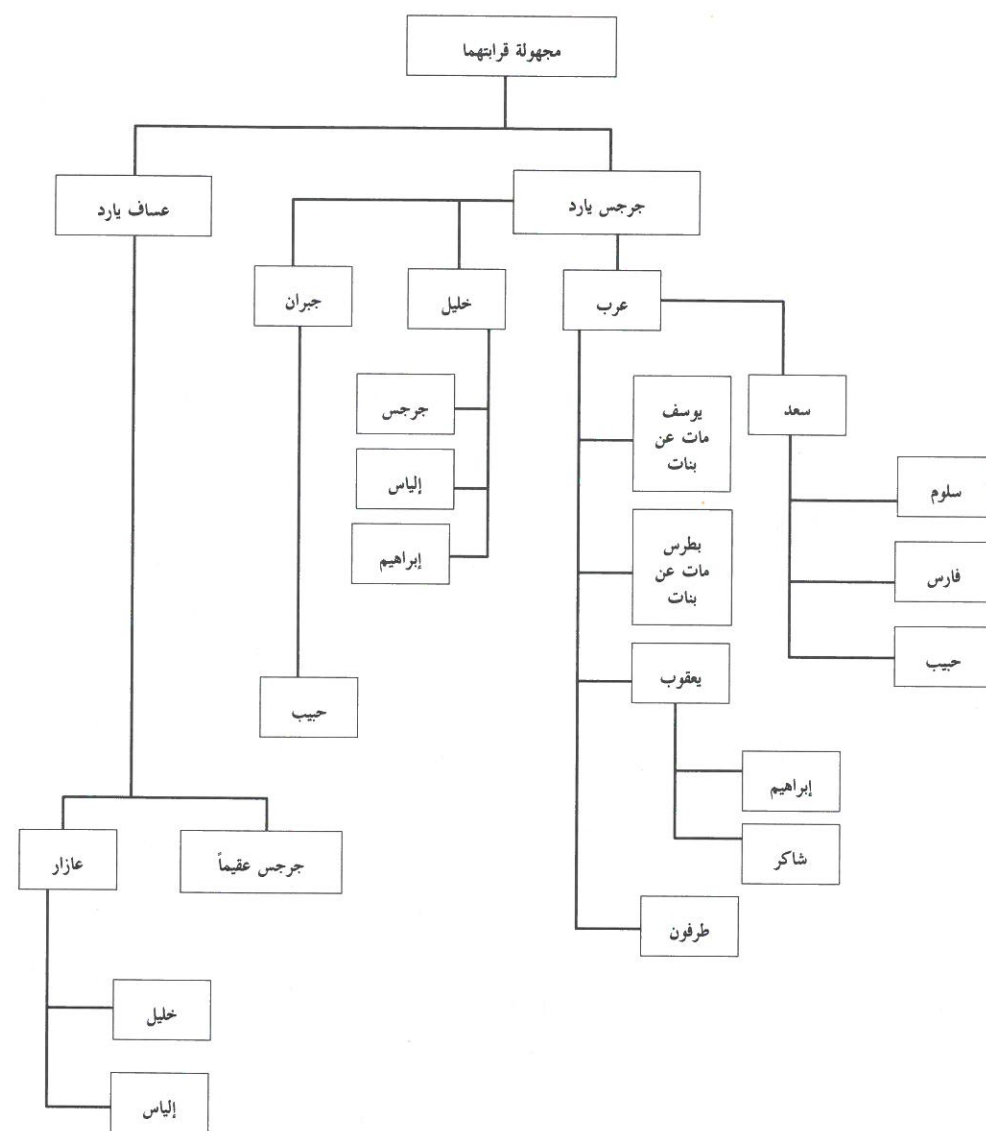 مجهولة قرابتهما
جرجس يارد
عساف يارد
عرب
خليل
جبران
سعد
جرجس
يوسف
مات عن
بنات
سلوم
إلياس
إبراهيم
بطرس
مات عن
بنات
فارس
حبيب
يعقوب
حبيب
إبراهيم
شاكر
جرجس عقيماً
عازار
طرفون
خليل
إلياس